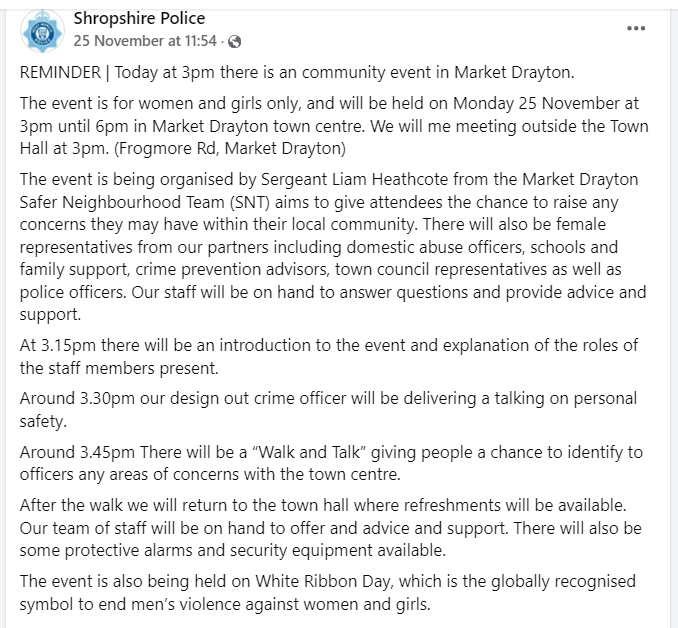 Shropshire Police
25 November at 11:54 ·
REMINDER | Today at 3pm there is an community event in Market Drayton.
The event is for women and girls only, and will be held on Monday 25 November at
3pm until 6pm in Market Drayton town centre. We will me meeting outside the Town
Hall at 3pm. (Frogmore Rd, Market Drayton)
The event is being organised by Sergeant Liam Heathcote from the Market Drayton
Safer Neighbourhood Team (SNT) aims to give attendees the chance to raise any
concerns they may have within their local community. There will also be female
representatives from our partners including domestic abuse officers, schools and
family support, crime prevention advisors, town council representatives as well as
police officers. Our staff will be on hand to answer questions and provide advice and
support.
At 3.15pm there will be an introduction to the event and explanation of the roles of
the staff members present.
Around 3.30pm our design out crime officer will be delivering a talking on personal
safety.
Around 3.45pm There will be a “Walk and Talk” giving people a chance to identify to
officers any areas of concerns with the town centre.
After the walk we will return to the town hall where refreshments will be available.
Our team of staff will be on hand to offer and advice and support. There will also be
some protective alarms and security equipment available.
The event is also being held on White Ribbon Day, which is the globally recognised
symbol to end men’s violence against women and girls.